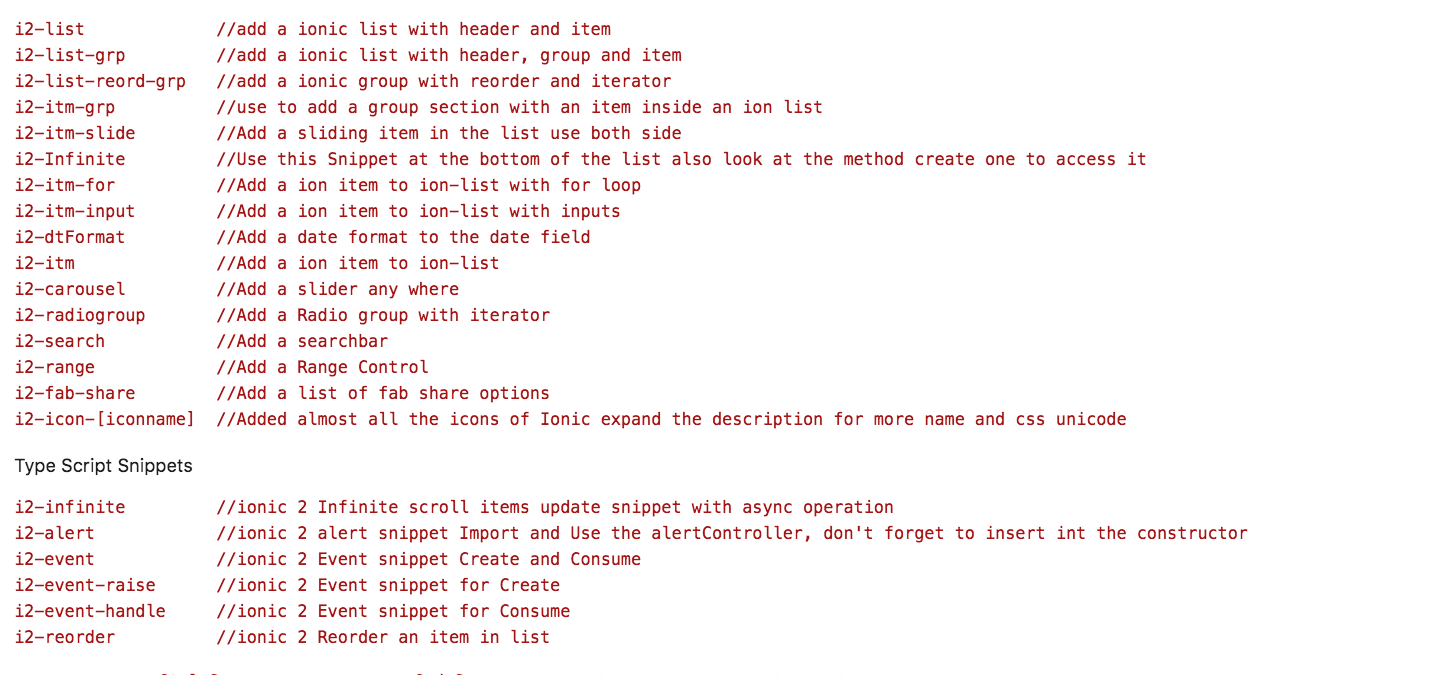 i2-list //add a ionic list with header and item
i2-list-grp //add a ionic list with header, group and item
i2-list-reord-grp //add a ionic group with reorder and iterator
i2-itm-grp //use to add a group section with an item inside an ion list
i2-itm-slide //Add a sliding item in the list use both side
i2-Infinite //Use this Snippet at the bottom of the list also look at the method create one to access it
i2-itm-for //Add a ion item to ion-list with for loop
i2-itm-input //Add a ion item to ion-list with inputs
i2-dtFormat //Add a date format to the date field
i2-itm //Add a ion item to ion-list
i2-carousel //Add a slider any where
i2-radiogroup //Add a Radio group with iterator
i2-search //Add a searchbar
i2-range //Add a Range Control
i2-fab-share //Add a list of fab share options
i2-icon-[iconname] //Added almost all the icons of Ionic expand the description for more name and css unicode
Type Script Snippets
i2-infinite //ionic 2 Infinite scroll items update snippet with async operation
i2-alert //ionic 2 alert snippet Import and Use the alertController, don't forget to insert int the constructor
i2-event //ionic 2 Event snippet Create and Consume
i2-event-raise //ionic 2 Event snippet for Create
i2-event-handle //ionic 2 Event snippet for Consume
i2-reorder //ionic 2 Reorder an item in list